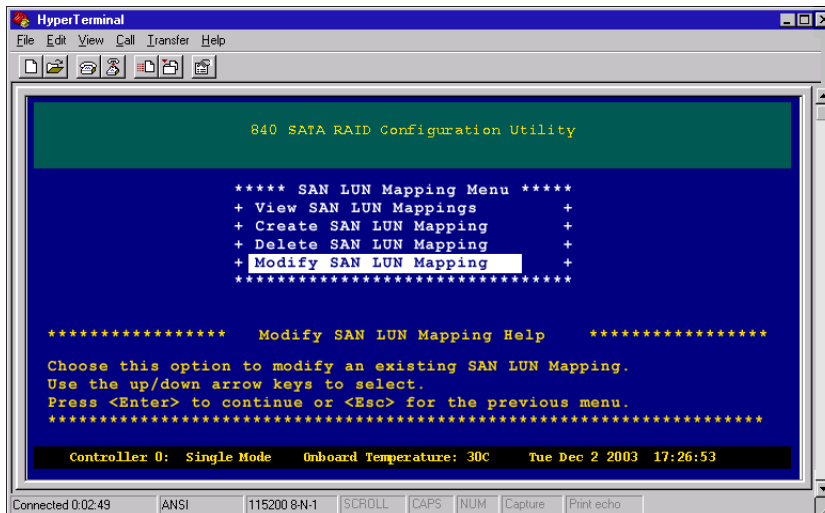 HyperTerminal
File Edit View Call Transfer Help
840 SATA RAID Configuration Utility
***** SAN LUN Mapping Menu *****
+ View SAN LUN Mappings +
+ Create SAN LUN Mapping +
+ Delete SAN LUN Mapping +
+ Modify SAN LUN Mapping +
********************************
***************** Modify SAN LUN Mapping Help *****************
Choose this option to modify an existing SAN LUN Mapping.
Use the up/down arrow keys to select.
Press <Enter> to continue or <Esc> for the previous menu.
********************************************************************
Controller 0: Single Mode Onboard Temperature: 30C Tue Dec 2 2003 17:26:53
Connected 0:02:49 ANSI 115200 8-N-1 SCROLL CAPS NUM Capture Print echo